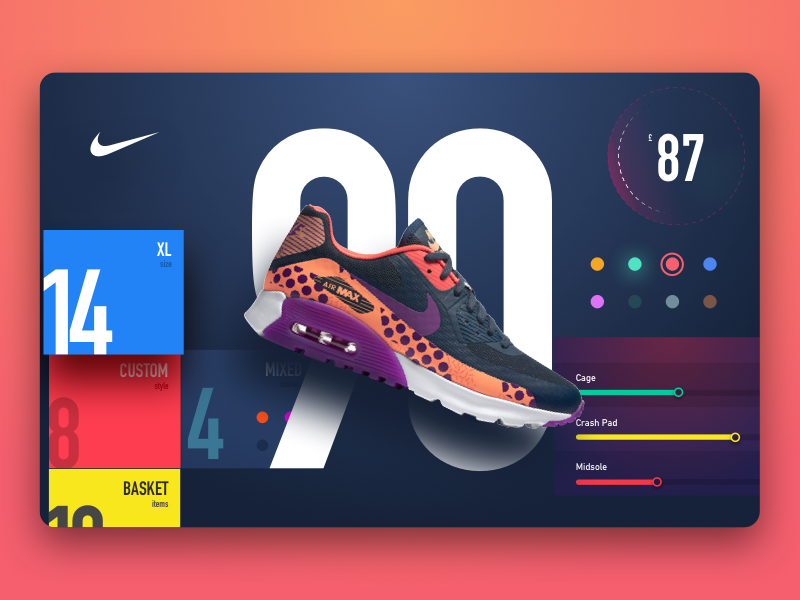 90
£ 87
XL
size
14
AIR MAX
CUSTOM
style
8
MIXED
4
Cage
Crash Pad
Midsole
BASKET
items